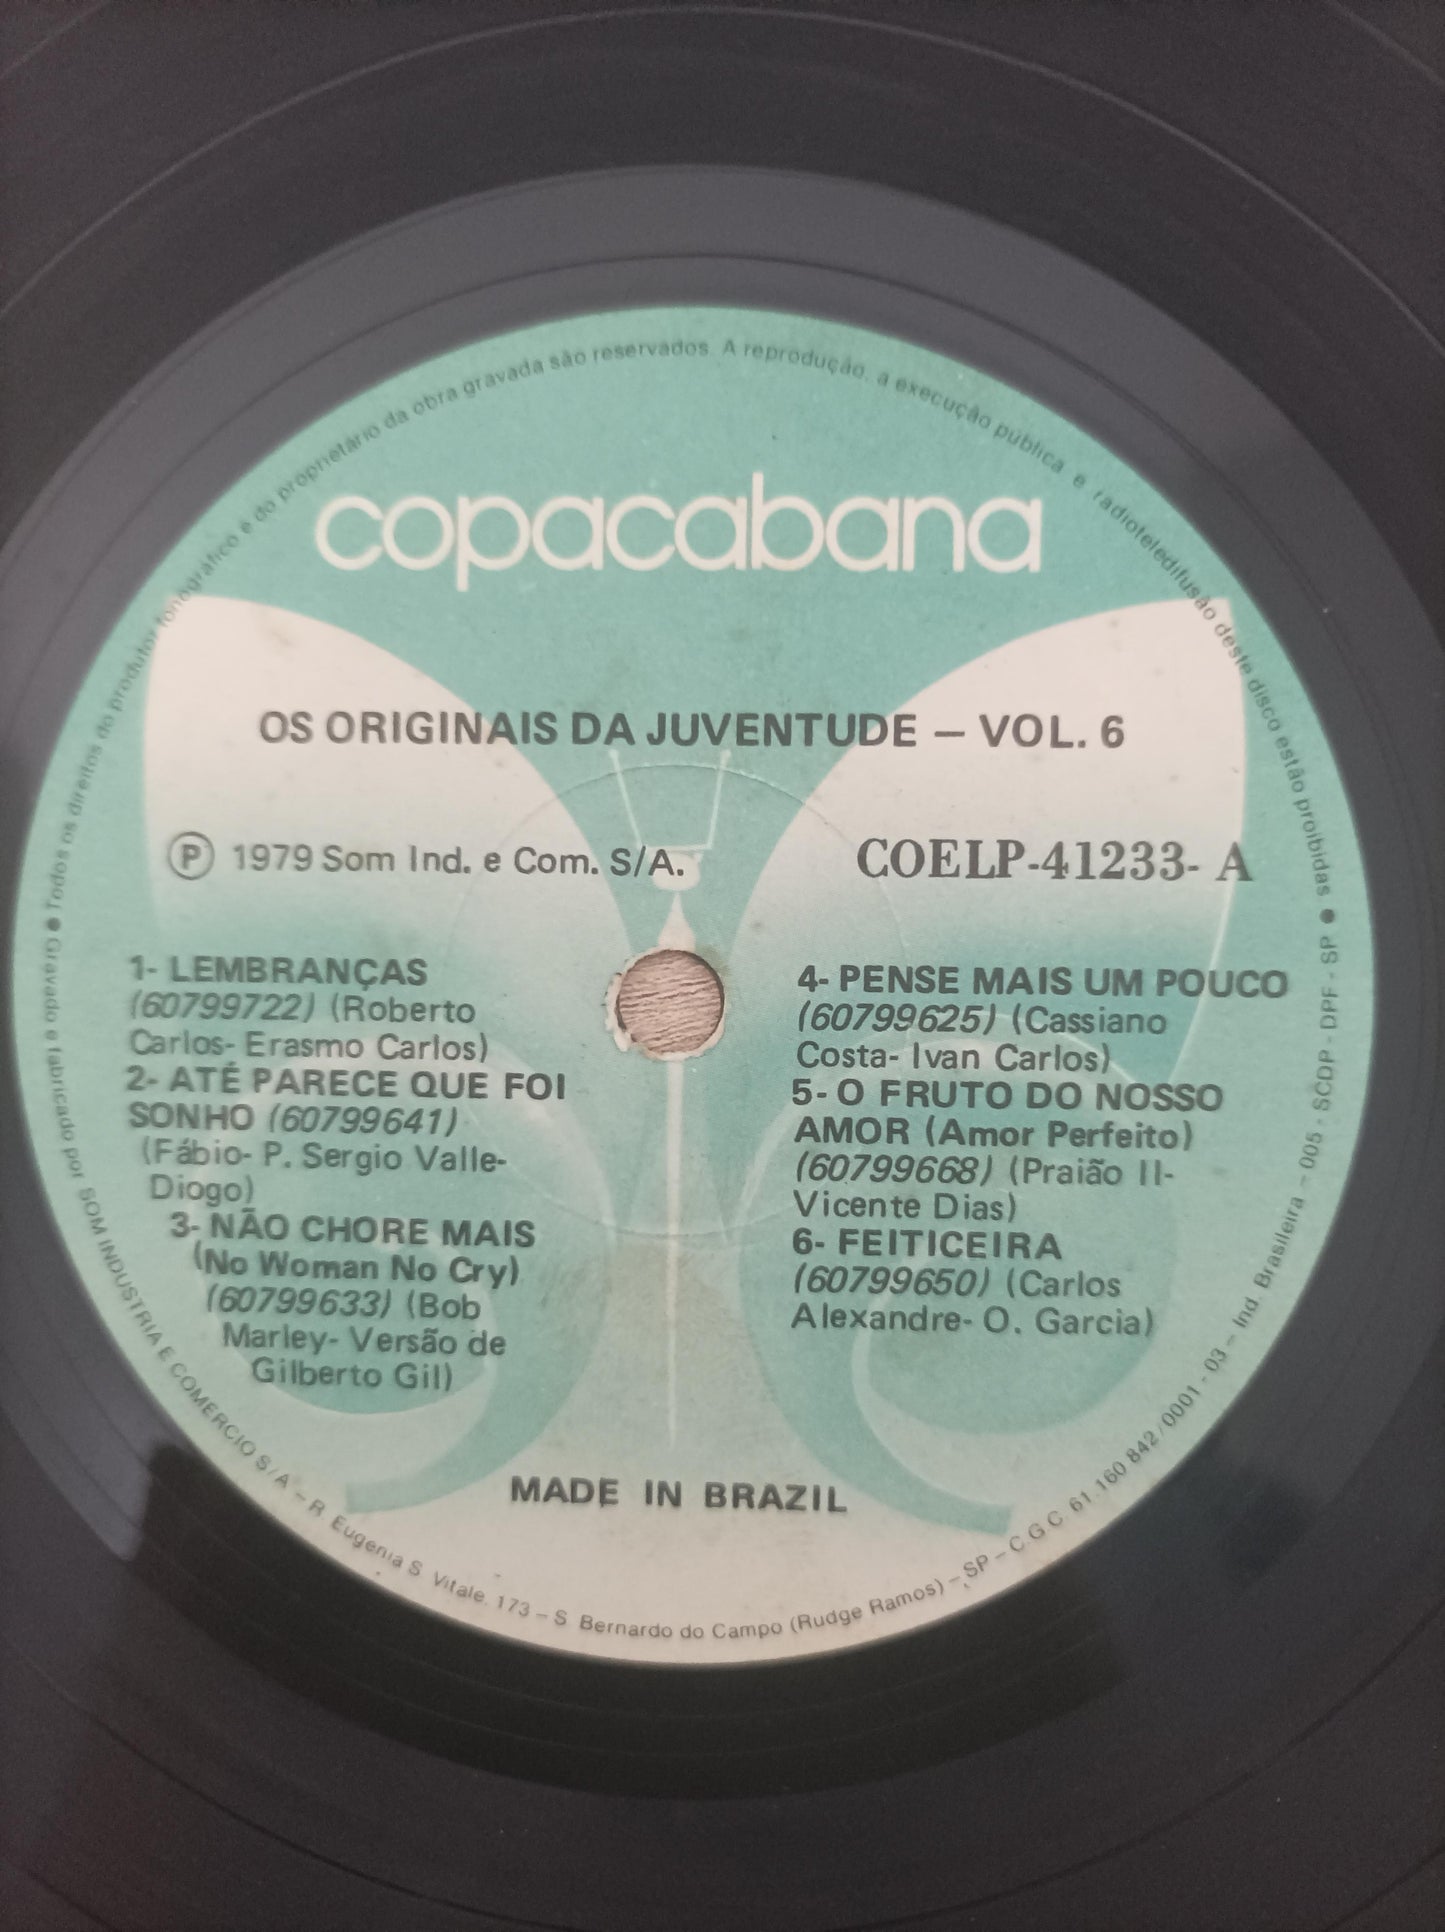 ● Todos os direitos do produtor fonográfico e do proprietário da obra gravada são reservados. A reprodução, a execução pública e radioteledifusão deste disco estão proibidas ●
copacabana
OS ORIGINAIS DA JUVENTUDE – VOL. 6
Ⓟ 1979 Som Ind. e Com. S/A.
COELP-41233- A
1- LEMBRANÇAS
(60799722) (Roberto
Carlos- Erasmo Carlos)
2- ATÉ PARECE QUE FOI
SONHO (60799641)
(Fábio- P. Sergio Valle-
Diogo)
3- NÃO CHORE MAIS
(No Woman No Cry)
(60799633) (Bob
Marley- Versão de
Gilberto Gil)
4- PENSE MAIS UM POUCO
(60799625) (Cassiano
Costa- Ivan Carlos)
5- O FRUTO DO NOSSO
AMOR (Amor Perfeito)
(60799668) (Praião II-
Vicente Dias)
6- FEITICEIRA
(60799650) (Carlos
Alexandre- O. Garcia)
MADE IN BRAZIL
Gravado e fabricado por SOM INDUSTRIA E COMERCIO S/A – R. Eugenia S. Vitale, 173 – S. Bernardo do Campo (Rudge Ramos) – SP – C.G.C. 61.160.842/0001 - 03 – Ind. Brasileira – 005 - SCDP - DPF - SP ●